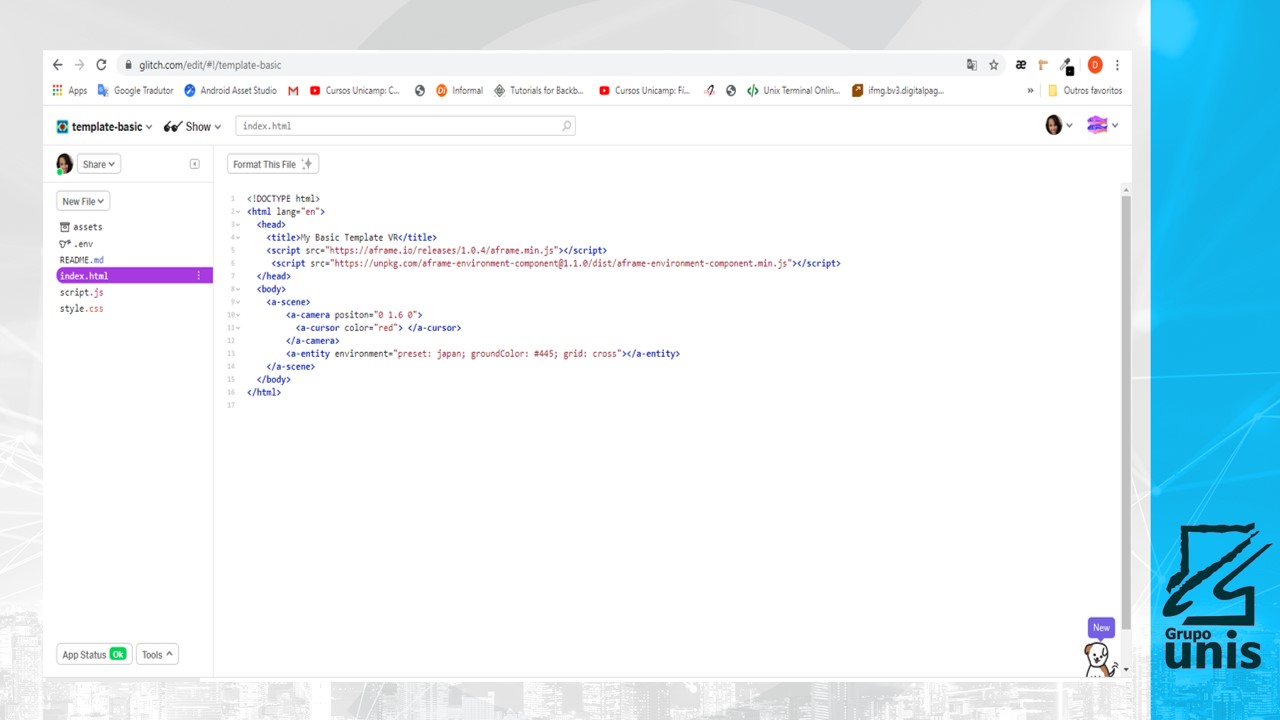 glitch.com/edit/#!/template-basic
D
Apps Google Tradutor Android Asset Studio Cursos Unicamp: C... Informal Tutorials for Backb... Cursos Unicamp: Fi... Unix Terminal Onlin... ifmg.bv3.digitalpag... » Outros favoritos
template-basic Show index.html
Share Format This File
New File
assets
.env
README.md
index.html
script.js
style.css
1 <!DOCTYPE html>
2 <html lang="en">
3 <head>
4 <title>My Basic Template VR</title>
5 <script src="https://aframe.io/releases/1.0.4/aframe.min.js"></script>
6 <script src="https://unpkg.com/aframe-environment-component@1.1.0/dist/aframe-environment-component.min.js"></script>
7 </head>
8 <body>
9 <a-scene>
10 <a-camera positon="0 1.6 0">
11 <a-cursor color="red"> </a-cursor>
12 </a-camera>
13 <a-entity environment="preset: japan; groundColor: #445; grid: cross"></a-entity>
14 </a-scene>
15 </body>
16 </html>
17
New
App Status Ok Tools
Grupo
unis